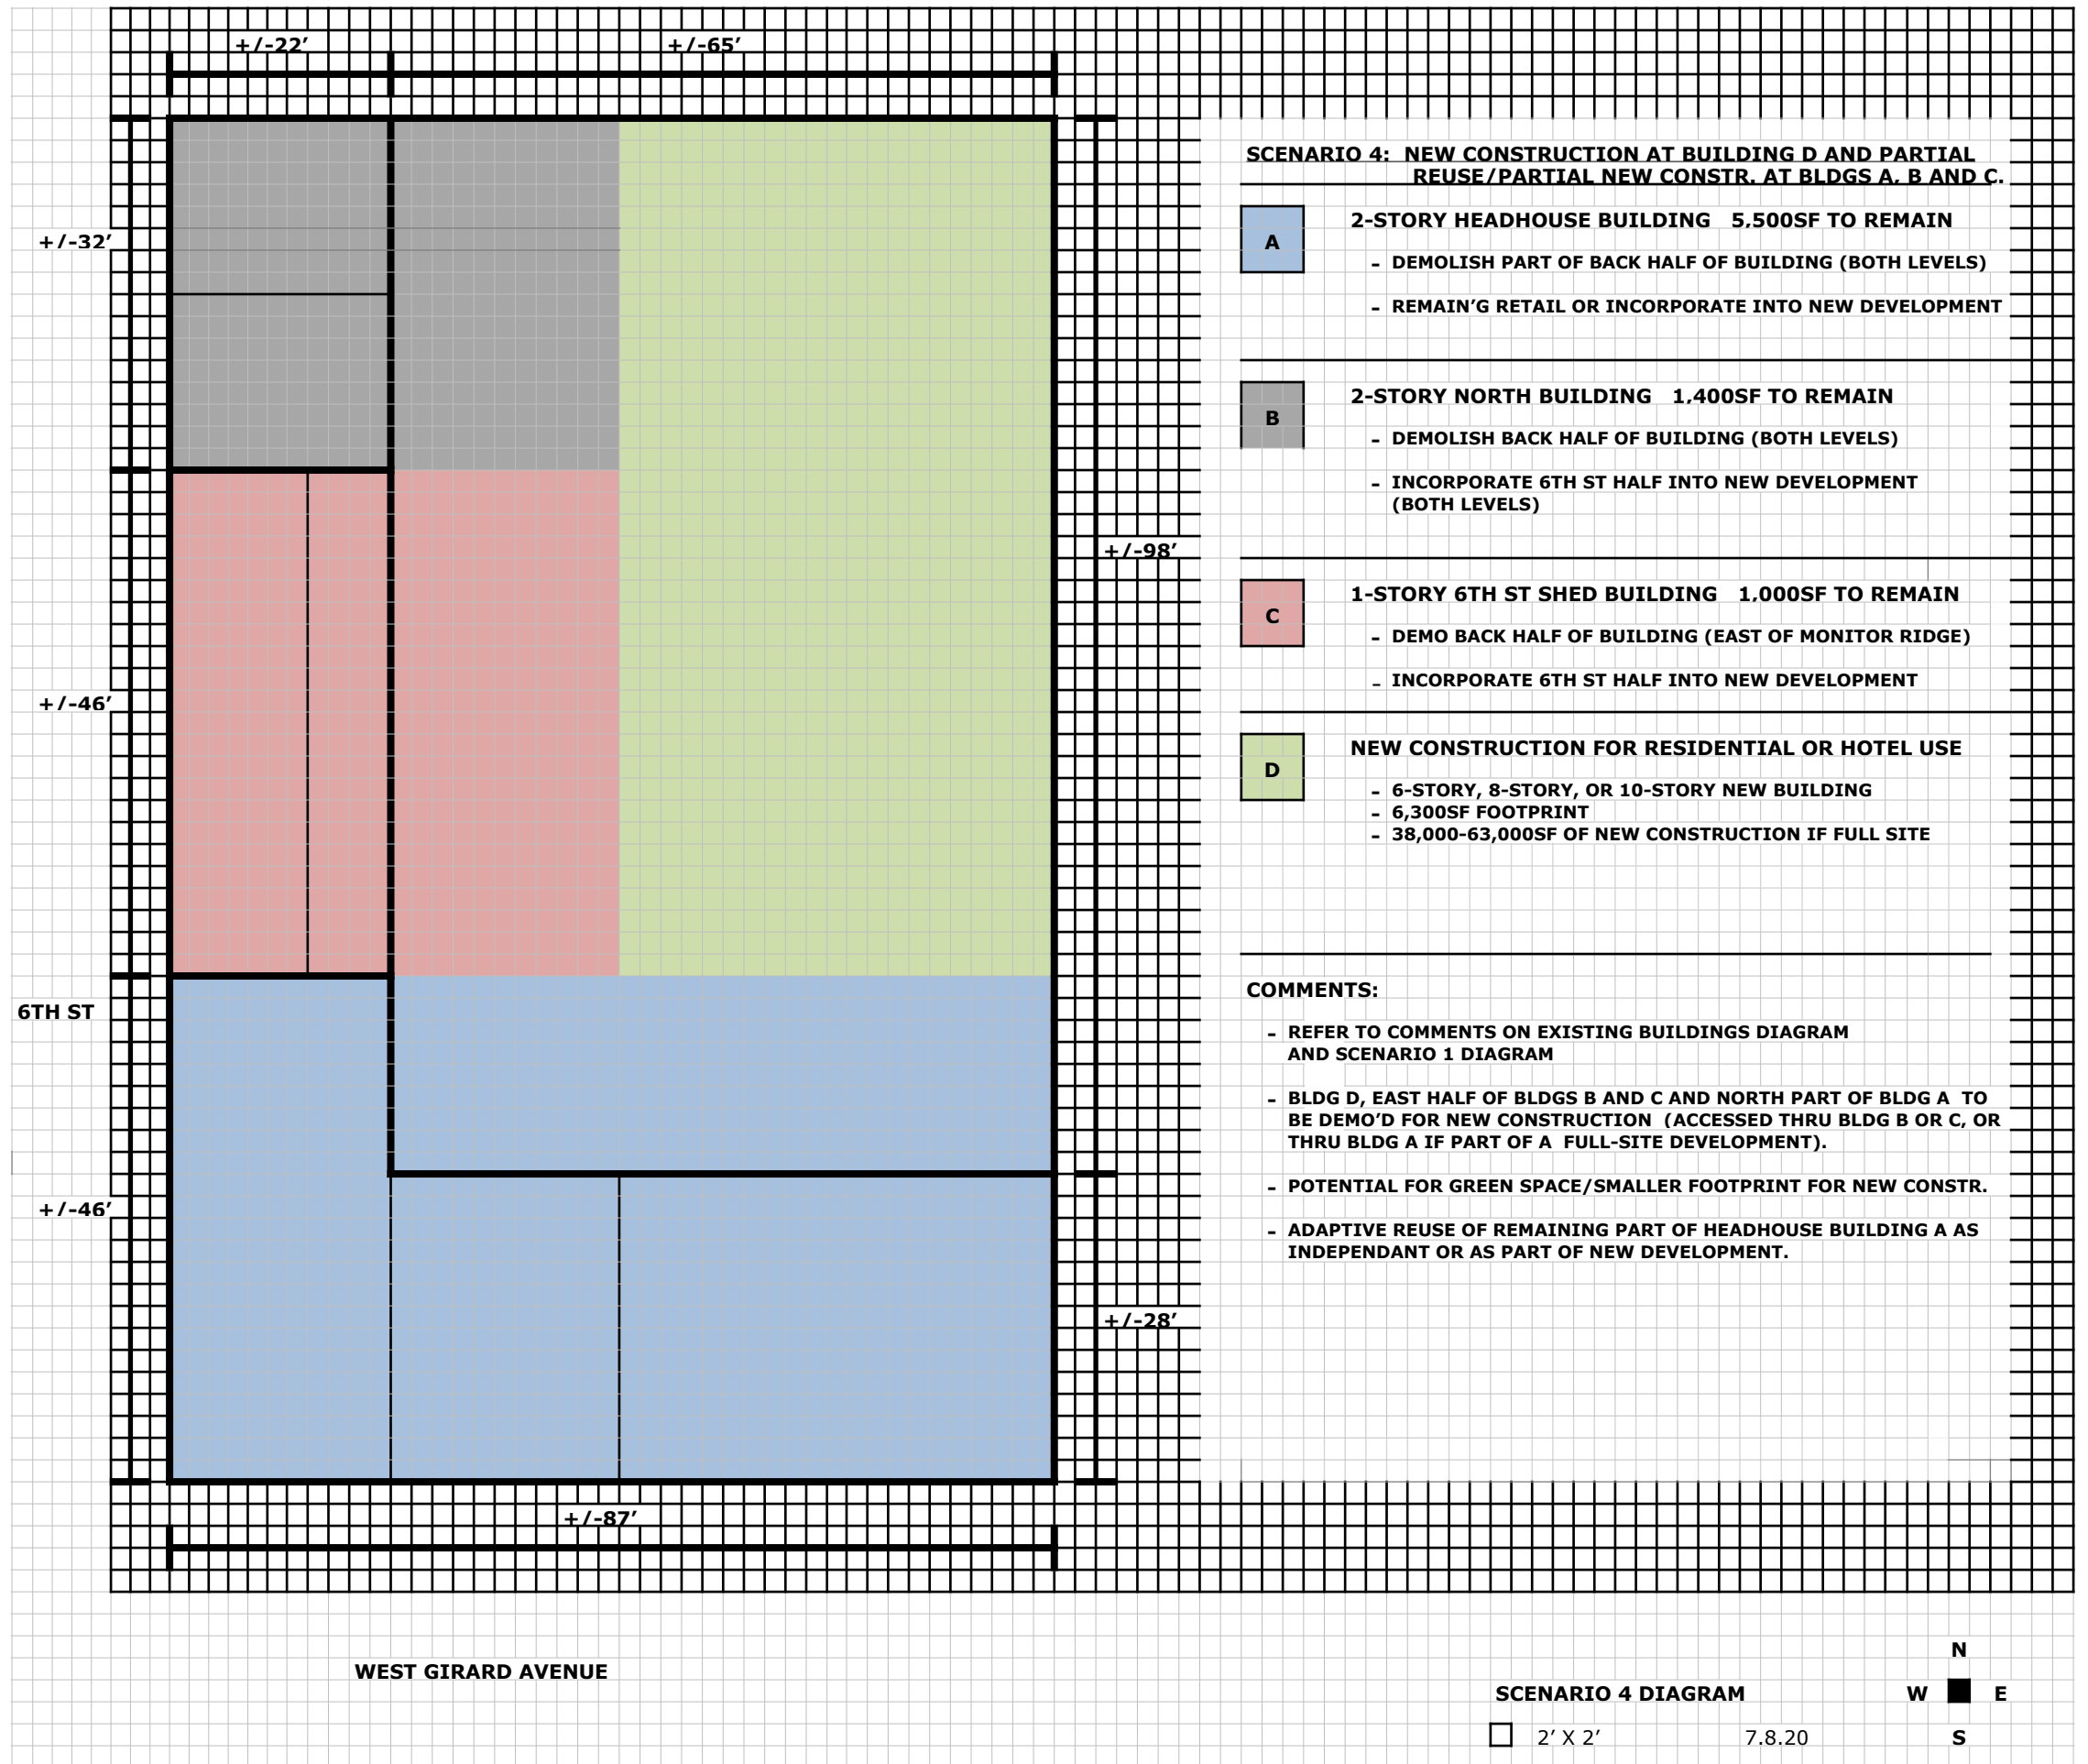 +/-22’
+/-65’
+/-32’
+/-98’
+/-46’
6TH ST
+/-46’
+/-28’
+/-87’
WEST GIRARD AVENUE
SCENARIO 4: NEW CONSTRUCTION AT BUILDING D AND PARTIAL
REUSE/PARTIAL NEW CONSTR. AT BLDGS A, B AND C.
A
2-STORY HEADHOUSE BUILDING 5,500SF TO REMAIN
- DEMOLISH PART OF BACK HALF OF BUILDING (BOTH LEVELS)
- REMAIN’G RETAIL OR INCORPORATE INTO NEW DEVELOPMENT
B
2-STORY NORTH BUILDING 1,400SF TO REMAIN
- DEMOLISH BACK HALF OF BUILDING (BOTH LEVELS)
- INCORPORATE 6TH ST HALF INTO NEW DEVELOPMENT
(BOTH LEVELS)
C
1-STORY 6TH ST SHED BUILDING 1,000SF TO REMAIN
- DEMO BACK HALF OF BUILDING (EAST OF MONITOR RIDGE)
- INCORPORATE 6TH ST HALF INTO NEW DEVELOPMENT
D
NEW CONSTRUCTION FOR RESIDENTIAL OR HOTEL USE
- 6-STORY, 8-STORY, OR 10-STORY NEW BUILDING
- 6,300SF FOOTPRINT
- 38,000-63,000SF OF NEW CONSTRUCTION IF FULL SITE
COMMENTS:
- REFER TO COMMENTS ON EXISTING BUILDINGS DIAGRAM
AND SCENARIO 1 DIAGRAM
- BLDG D, EAST HALF OF BLDGS B AND C AND NORTH PART OF BLDG A TO
BE DEMO’D FOR NEW CONSTRUCTION (ACCESSED THRU BLDG B OR C, OR
THRU BLDG A IF PART OF A FULL-SITE DEVELOPMENT).
- POTENTIAL FOR GREEN SPACE/SMALLER FOOTPRINT FOR NEW CONSTR.
- ADAPTIVE REUSE OF REMAINING PART OF HEADHOUSE BUILDING A AS
INDEPENDANT OR AS PART OF NEW DEVELOPMENT.
N
SCENARIO 4 DIAGRAM
W E
2’ X 2’ 7.8.20
S